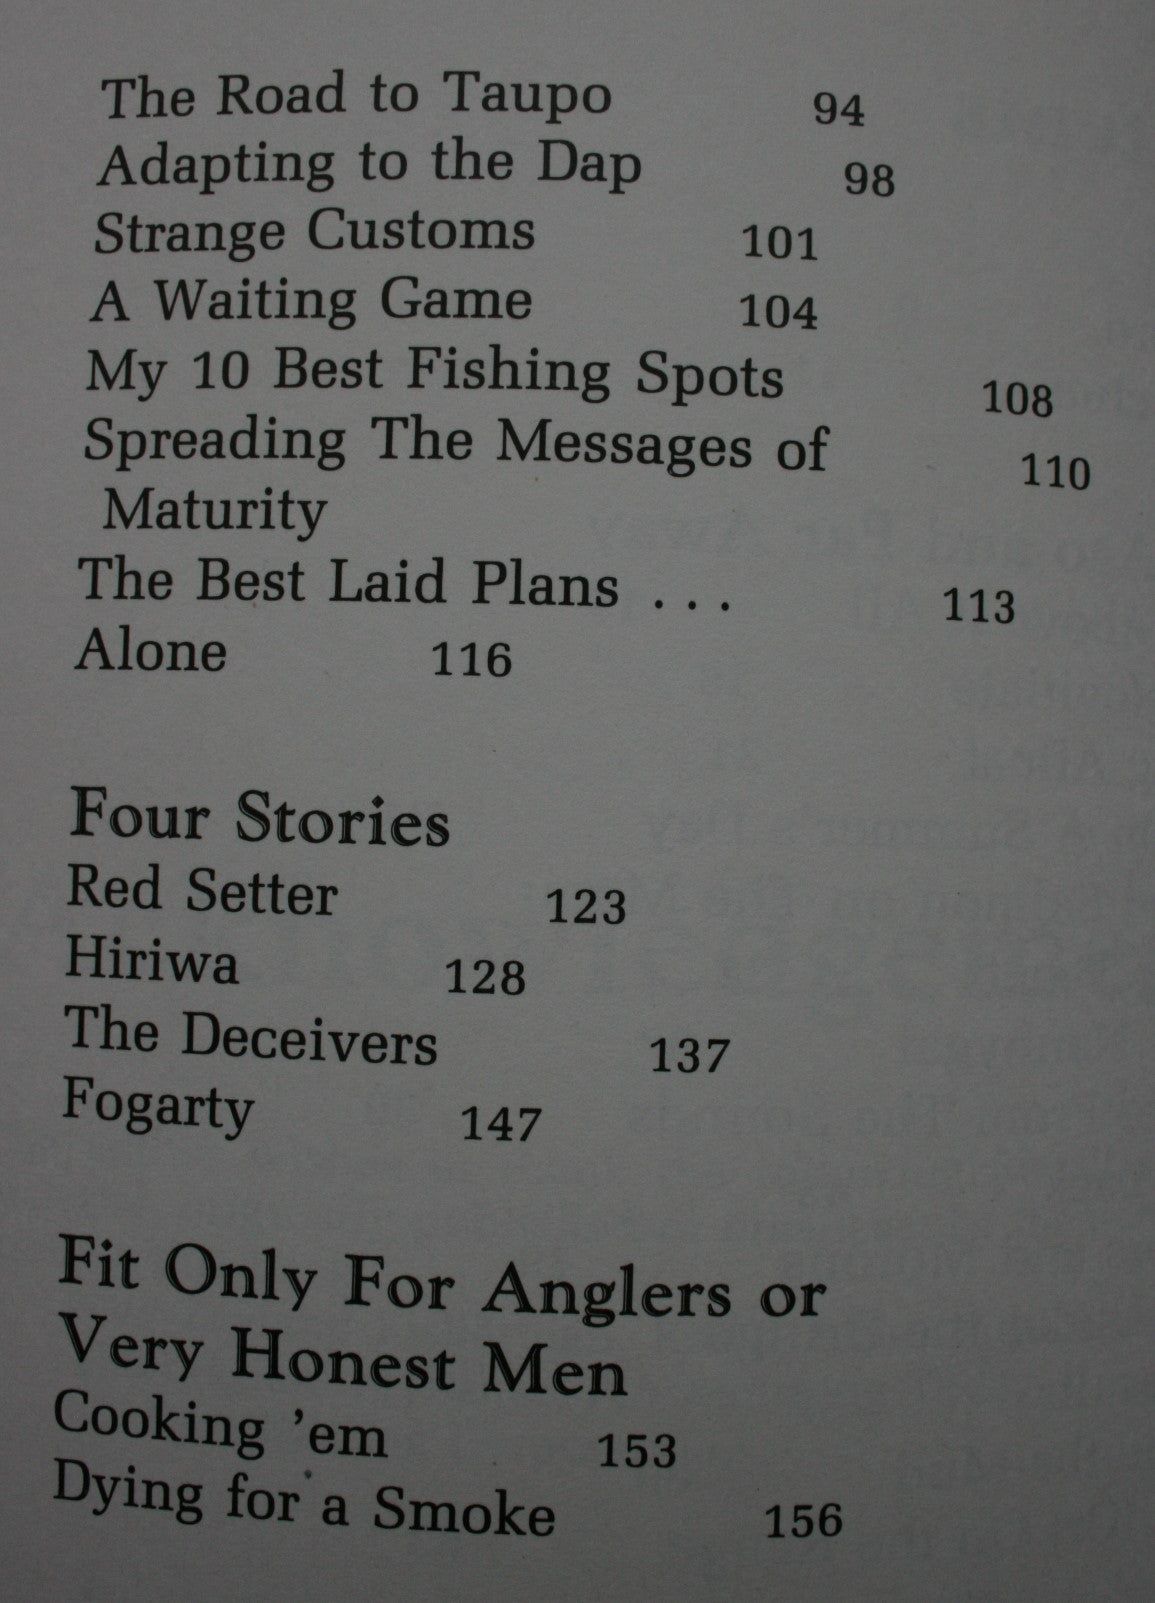 The Road to Taupo 94
Adapting to the Dap 98
Strange Customs 101
A Waiting Game 104
My 10 Best Fishing Spots 108
Spreading The Messages of 110
Maturity
The Best Laid Plans . . . 113
Alone 116
Four Stories
Red Setter 123
Hiriwa 128
The Deceivers 137
Fogarty 147
Fit Only For Anglers or
Very Honest Men
Cooking 'em 153
Dying for a Smoke 156